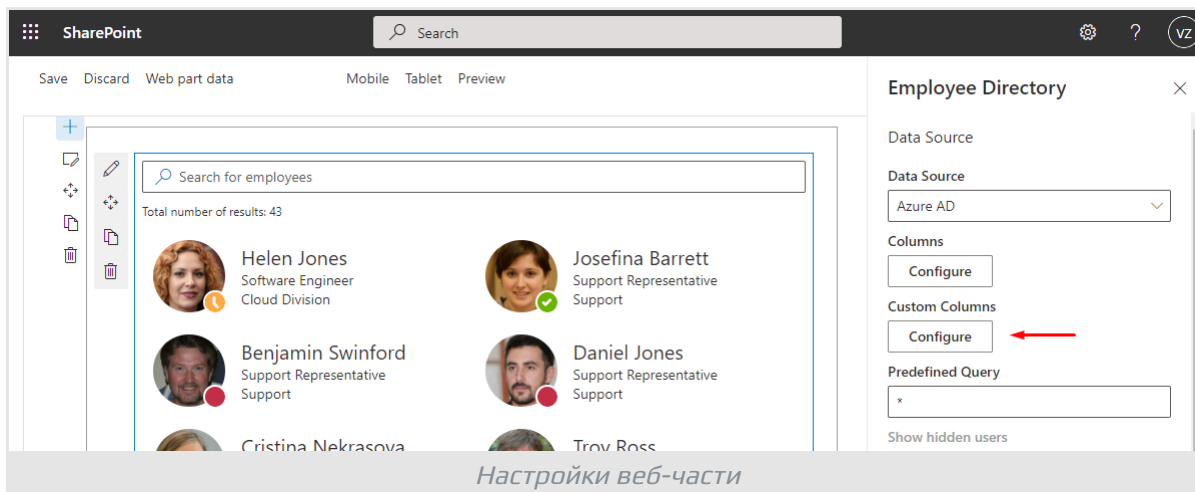 SharePoint
Search
VZ
Save Discard Web part data Mobile Tablet Preview
Employee Directory
Data Source
Data Source
Azure AD
Columns
Configure
Custom Columns
Configure
Predefined Query
*
Show hidden users
Search for employees
Total number of results: 43
Helen Jones
Software Engineer
Cloud Division
Josefina Barrett
Support Representative
Support
Benjamin Swinford
Support Representative
Support
Daniel Jones
Support Representative
Support
Cristina Nekrasova
Troy Ross
Настройки веб-части